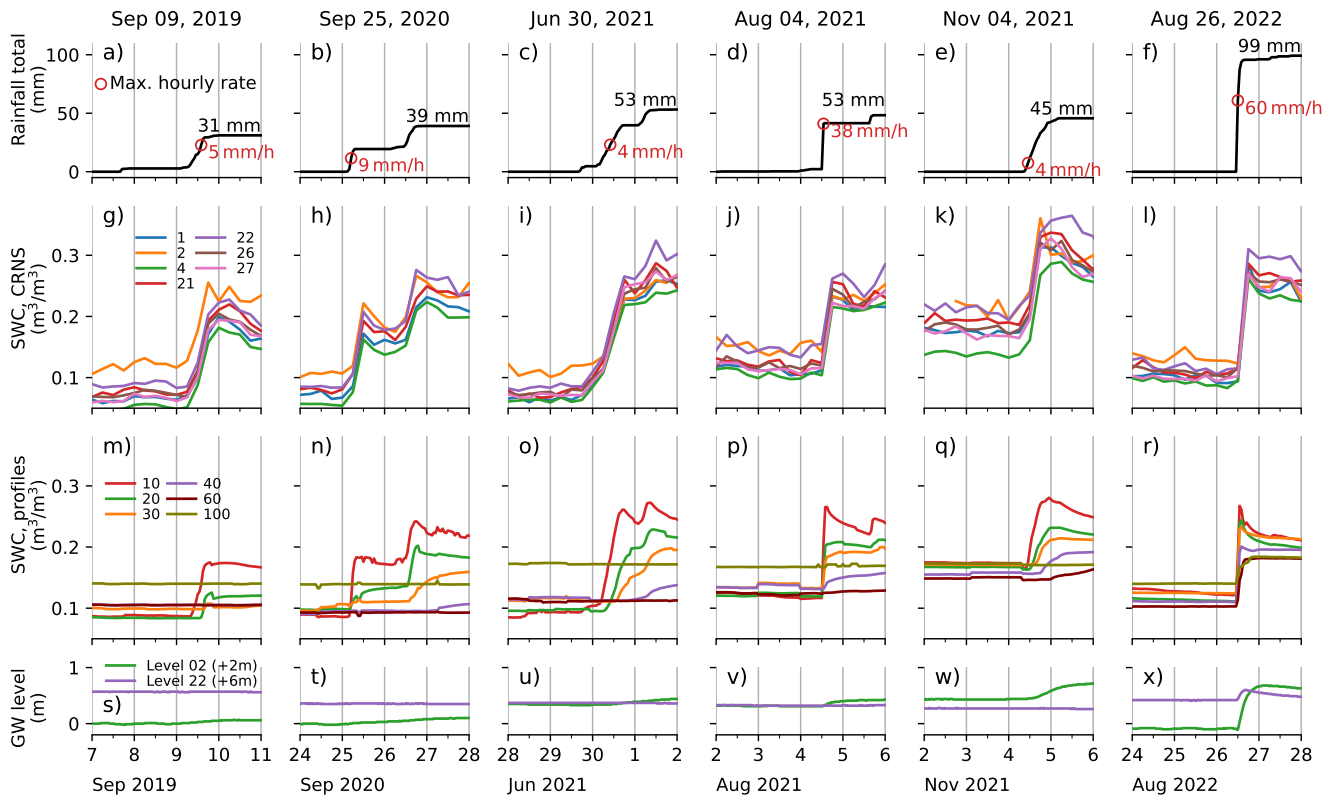 Sep 09, 2019 Sep 25, 2020 Jun 30, 2021 Aug 04, 2021 Nov 04, 2021 Aug 26, 2022
Rainfall total
(mm)
100
50
0
a) b) c) d) e) f)
Max. hourly rate
31 mm
5 mm/h
39 mm
9 mm/h
53 mm
4 mm/h
53 mm
38 mm/h
45 mm
4 mm/h
99 mm
60 mm/h
SWC, CRNS
(m³/m³)
0.3
0.2
0.1
g) h) i) j) k) l)
1 22
2 26
4 27
21
SWC, profiles
(m³/m³)
0.3
0.2
0.1
m) n) o) p) q) r)
10 40
20 60
30 100
GW level
(m)
1
0
Level 02 (+2m)
Level 22 (+6m)
s) t) u) v) w) x)
7 8 9 10 11 24 25 26 27 28 28 29 30 1 2 2 3 4 5 6 2 3 4 5 6 24 25 26 27 28
Sep 2019 Sep 2020 Jun 2021 Aug 2021 Nov 2021 Aug 2022